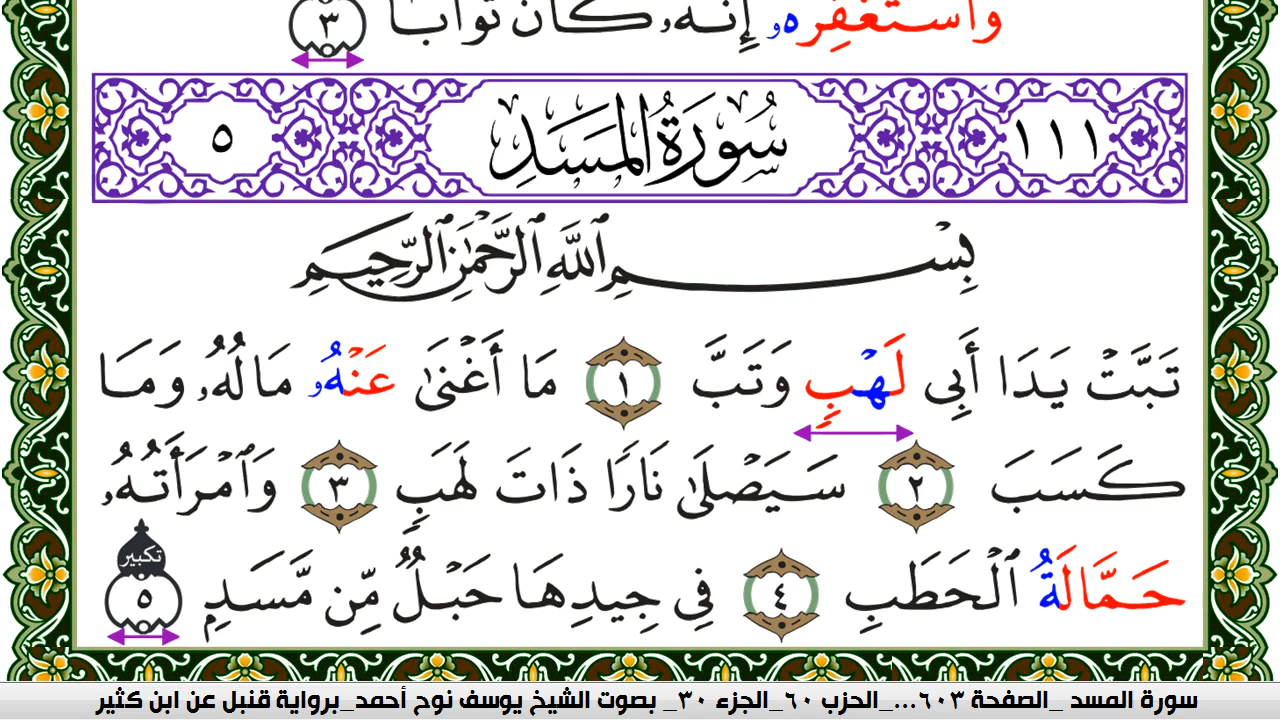 وَاسْتَغْفِرْهُۥ إِنَّهُۥ كَانَ تَوَّابًا ٣
١١١ سُورَةُ الْمَسَدِ ٥
بِسْمِ ٱللَّهِ ٱلرَّحْمَٰنِ ٱلرَّحِيمِ
تَبَّتْ يَدَا أَبِي لَهْبٍ وَتَبَّ ١ مَا أَغْنَىٰ عَنْهُۥ مَالُهُۥ وَمَا
كَسَبَ ٢ سَيَصْلَىٰ نَارًا ذَاتَ لَهَبٍ ٣ وَٱمْرَأَتُهُۥ
حَمَّالَةُ ٱلْحَطَبِ ٤ فِي جِيدِهَا حَبْلٌ مِّن مَّسَدٍ ٥ تكبير
سورة المسد _الصفحة ٦٠٣..._الحزب ٦٠_الجزء ٣٠_ بصوت الشيخ يوسف نوح أحمد_برواية قنبل عن ابن كثير